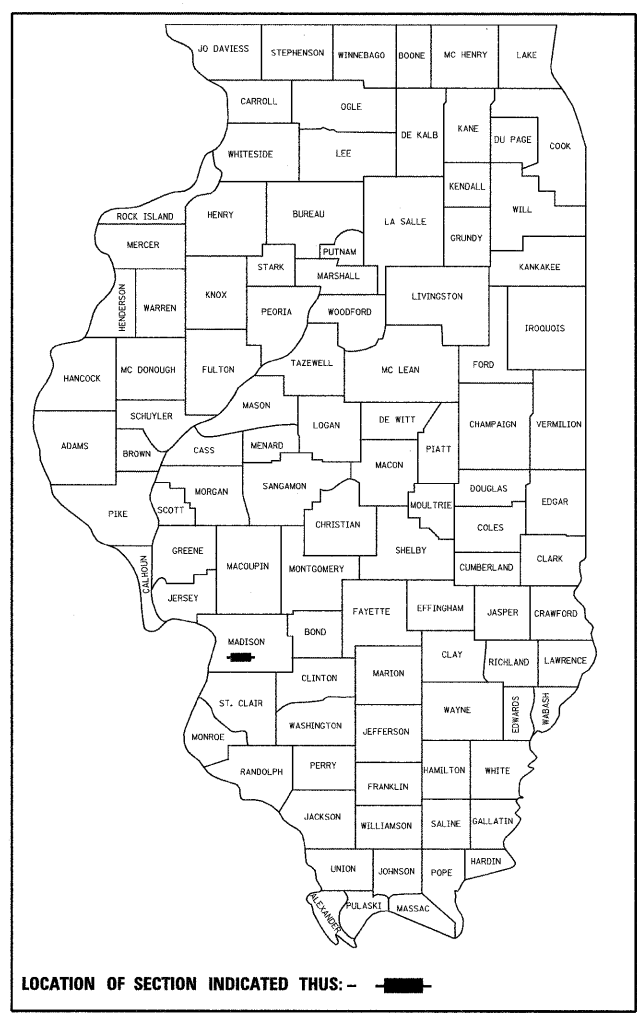 JO DAVIESS
STEPHENSON
WINNEBAGO
BOONE
MC HENRY
LAKE
CARROLL
OGLE
DE KALB
KANE
DU PAGE
COOK
WHITESIDE
LEE
KENDALL
ROCK ISLAND
HENRY
BUREAU
LA SALLE
WILL
MERCER
PUTNAM
GRUNDY
STARK
MARSHALL
KANKAKEE
HENDERSON
WARREN
KNOX
PEORIA
WOODFORD
LIVINGSTON
IROQUOIS
HANCOCK
MC DONOUGH
FULTON
TAZEWELL
MC LEAN
FORD
MASON
SCHUYLER
LOGAN
DE WITT
CHAMPAIGN
VERMILION
ADAMS
BROWN
CASS
MENARD
PIATT
MACON
MORGAN
SANGAMON
DOUGLAS
EDGAR
PIKE
SCOTT
MOULTRIE
CHRISTIAN
COLES
GREENE
MACOUPIN
MONTGOMERY
SHELBY
CUMBERLAND
CLARK
CALHOUN
JERSEY
FAYETTE
EFFINGHAM
JASPER
CRAWFORD
MADISON
BOND
CLAY
RICHLAND
LAWRENCE
CLINTON
MARION
ST. CLAIR
WAYNE
EDWARDS
WABASH
MONROE
WASHINGTON
JEFFERSON
RANDOLPH
PERRY
HAMILTON
WHITE
FRANKLIN
JACKSON
WILLIAMSON
SALINE
GALLATIN
UNION
JOHNSON
POPE
HARDIN
ALEXANDER
PULASKI
MASSAC
LOCATION OF SECTION INDICATED THUS: -